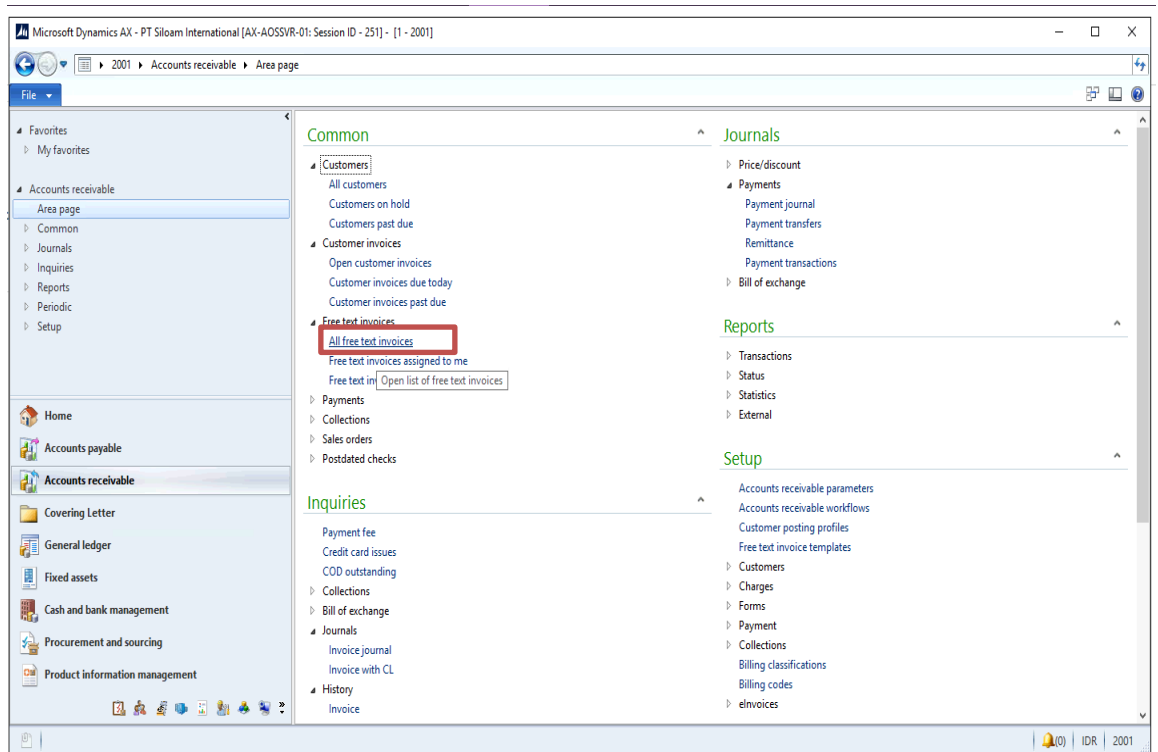 Microsoft Dynamics AX - PT Siloam International [AX-AOSSVR-01: Session ID - 251] - [1 - 2001]
2001 Accounts receivable Area page
File
Favorites
My favorites
Accounts receivable
Area page
Common
Journals
Inquiries
Reports
Periodic
Setup
Home
Accounts payable
Accounts receivable
Covering Letter
General ledger
Fixed assets
Cash and bank management
Procurement and sourcing
Product information management
Common
Customers
All customers
Customers on hold
Customers past due
Customer invoices
Open customer invoices
Customer invoices due today
Customer invoices past due
Free text invoices
All free text invoices
Free text invoices assigned to me
Free text in
Open list of free text invoices
Payments
Collections
Sales orders
Postdated checks
Inquiries
Payment fee
Credit card issues
COD outstanding
Collections
Bill of exchange
Journals
Invoice journal
Invoice with CL
History
Invoice
Journals
Price/discount
Payments
Payment journal
Payment transfers
Remittance
Payment transactions
Bill of exchange
Reports
Transactions
Status
Statistics
External
Setup
Accounts receivable parameters
Accounts receivable workflows
Customer posting profiles
Free text invoice templates
Customers
Charges
Forms
Payment
Collections
Billing classifications
Billing codes
eInvoices
(0) IDR 2001